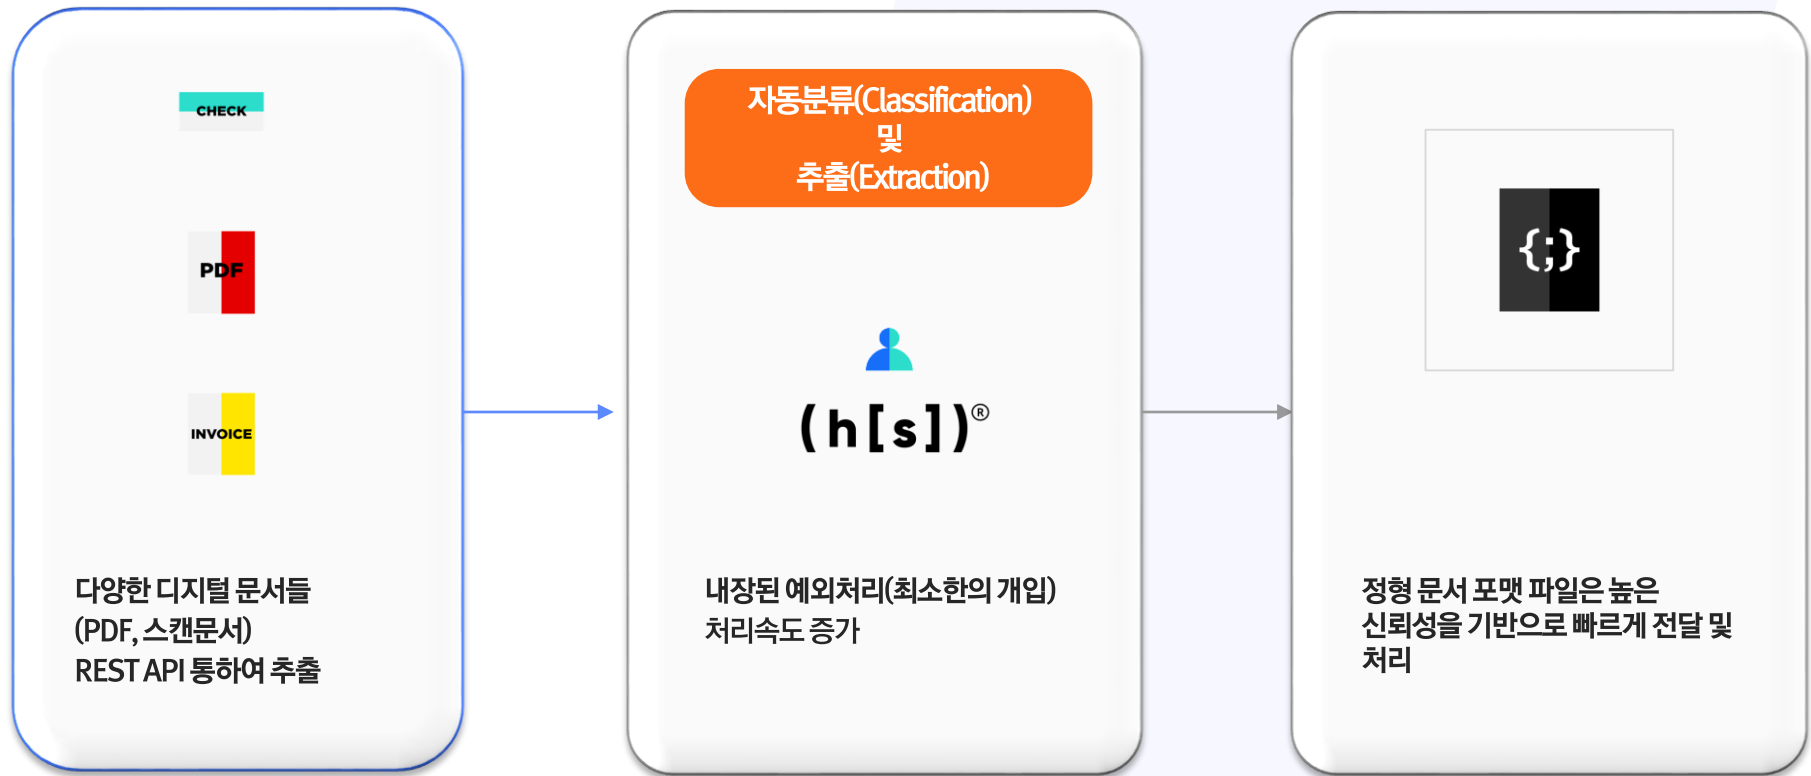 CHECK
PDF
INVOICE
다양한 디지털 문서들
(PDF, 스캔문서)
REST API 통하여 추출
자동분류(Classification)
및
추출(Extraction)
(h[s])®
내장된 예외처리(최소한의 개입)
처리속도 증가
{;}
정형 문서 포맷 파일은 높은
신뢰성을 기반으로 빠르게 전달 및
처리